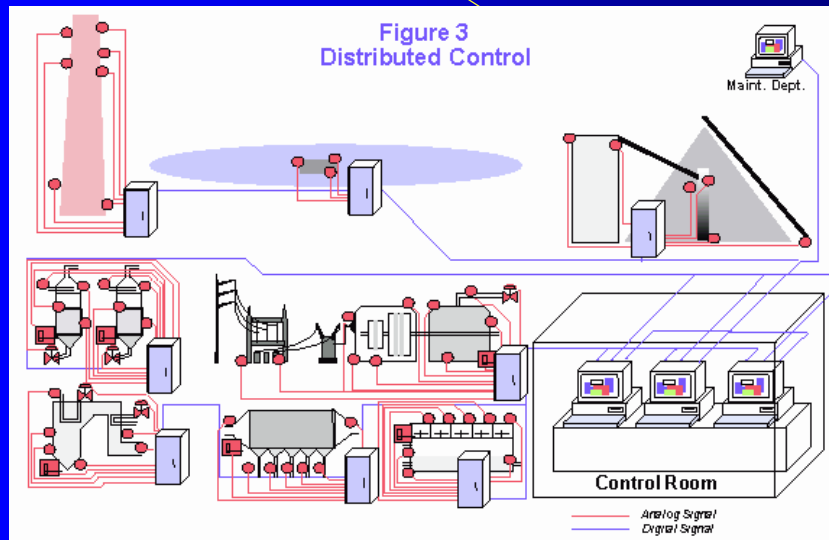 Figure 3
Distributed Control
Maint. Dept.
Control Room
Analog Signal
Digital Signal